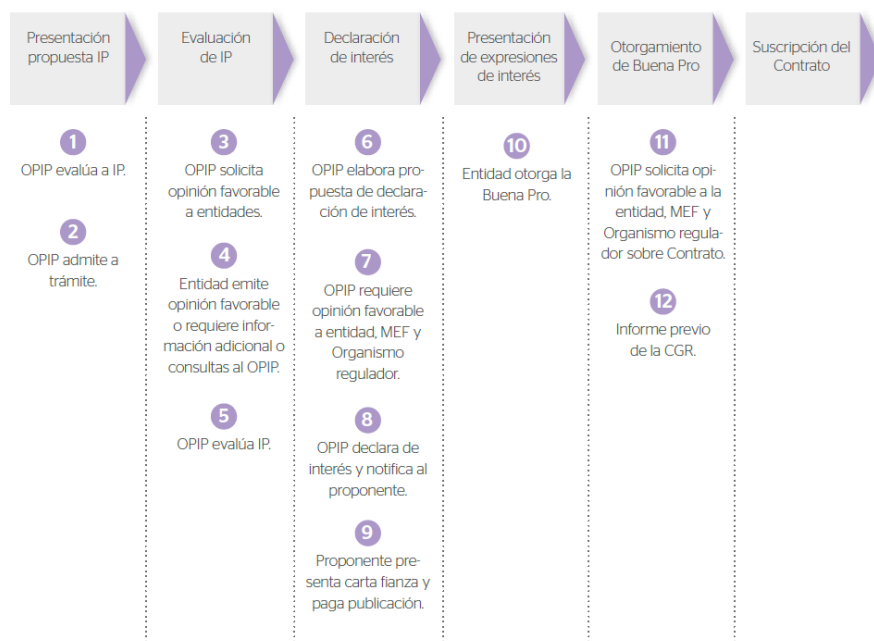 Presentación
propuesta IP
Evaluación
de IP
Declaración
de interés
Presentación
de expresiones
de interés
Otorgamiento
de Buena Pro
Suscripción del
Contrato
1
OPIP evalúa a IP.
2
OPIP admite a
trámite.
3
OPIP solicita
opinión favorable
a entidades.
4
Entidad emite
opinión favorable
o requiere infor-
mación adicional o
consultas al OPIP.
5
OPIP evalúa IP.
6
OPIP elabora pro-
puesta de declara-
ción de interés.
7
OPIP requiere
opinión favorable
a entidad, MEF y
Organismo
regulador.
8
OPIP declara de
interés y notifica al
proponente.
9
Proponente pre-
senta carta fianza y
paga publicación.
10
Entidad otorga la
Buena Pro.
11
OPIP solicita opi-
nión favorable a la
entidad, MEF y
Organismo regula-
dor sobre Contrato.
12
Informe previo
de la CGR.